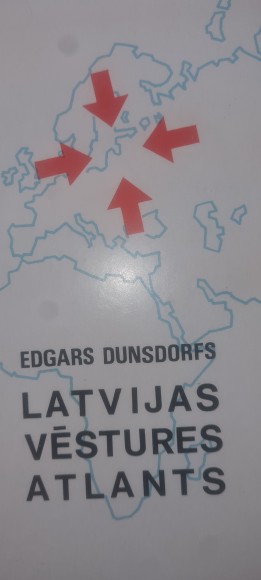 EDGARS DUNSDORFS
LATVIJAS
VĒSTURES
ATLANTS